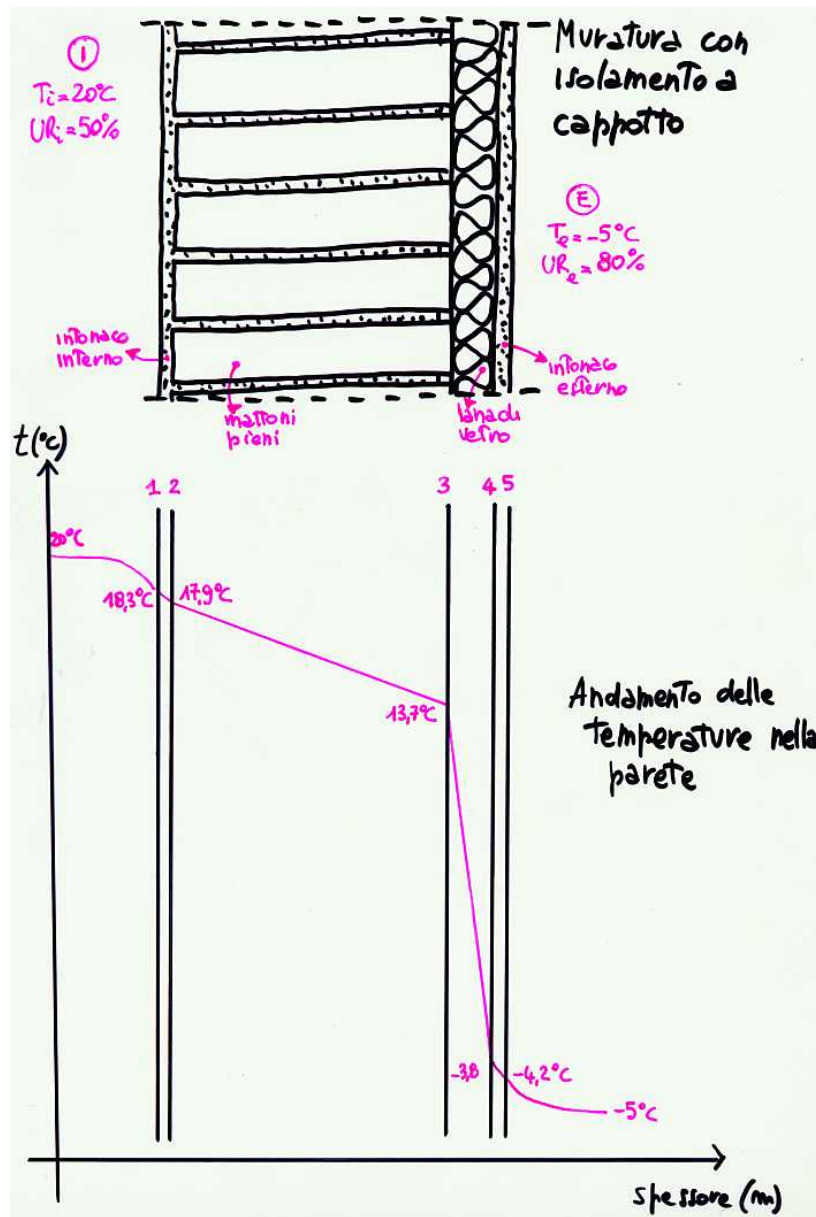 Muratura con
isolamento a
cappotto
I
Ti=20°C
URi=50%
E
Te=-5°C
URe=80%
intonaco
interno
mattoni
pieni
lana di
vetro
intonaco
esterno
t(°C)
1 2 3 4 5
20°C
18,3°C
17,9°C
13,7°C
-3,8
-4,2°C
-5°C
Andamento delle
temperature nella
parete
spessore (m)